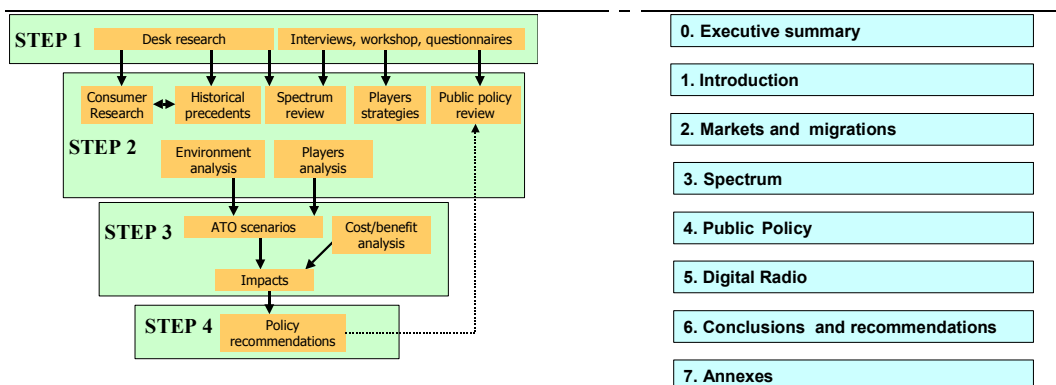 STEP 1
Desk research
Interviews, workshop, questionnaires
Consumer
Research
Historical
precedents
Spectrum
review
Players
strategies
Public policy
review
STEP 2
Environment
analysis
Players
analysis
STEP 3
ATO scenarios
Cost/benefit
analysis
Impacts
STEP 4
Policy
recommendations
0. Executive summary
1. Introduction
2. Markets and migrations
3. Spectrum
4. Public Policy
5. Digital Radio
6. Conclusions and recommendations
7. Annexes